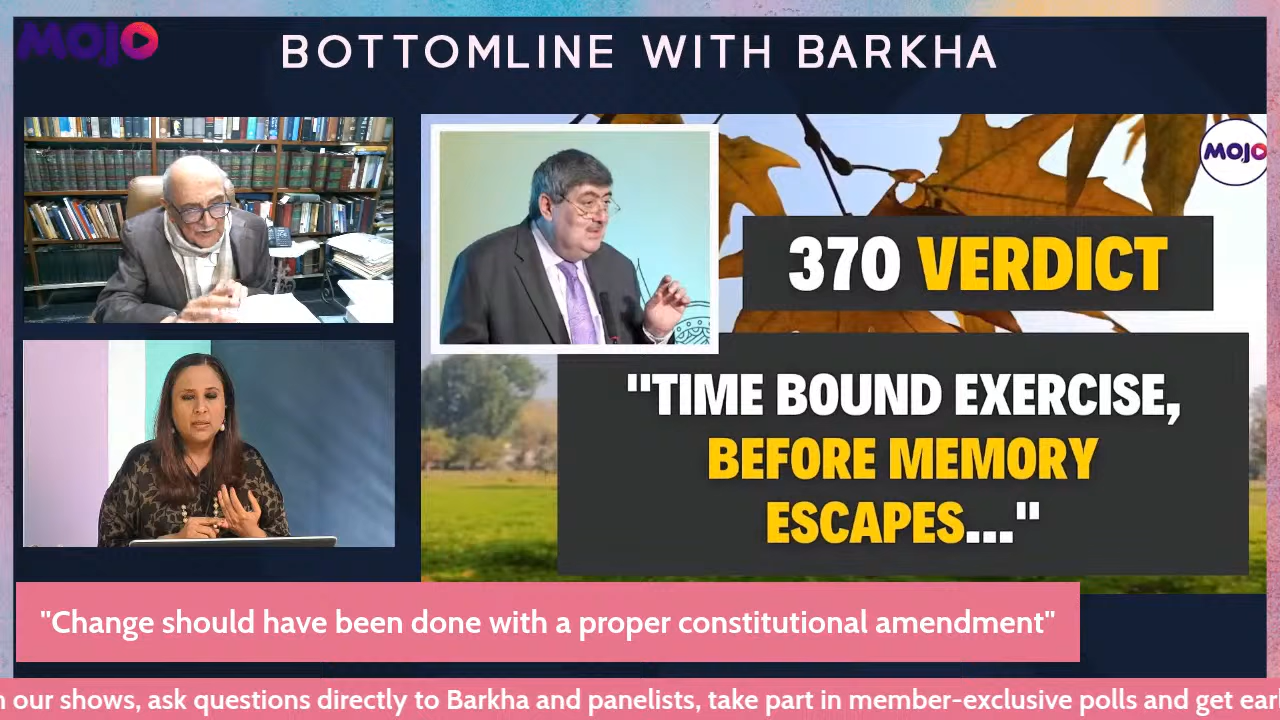 MOJO
BOTTOMLINE WITH BARKHA
MOJO
370 VERDICT
"TIME BOUND EXERCISE,
BEFORE MEMORY
ESCAPES..."
"Change should have been done with a proper constitutional amendment"
our shows, ask questions directly to Barkha and panelists, take part in member-exclusive polls and get